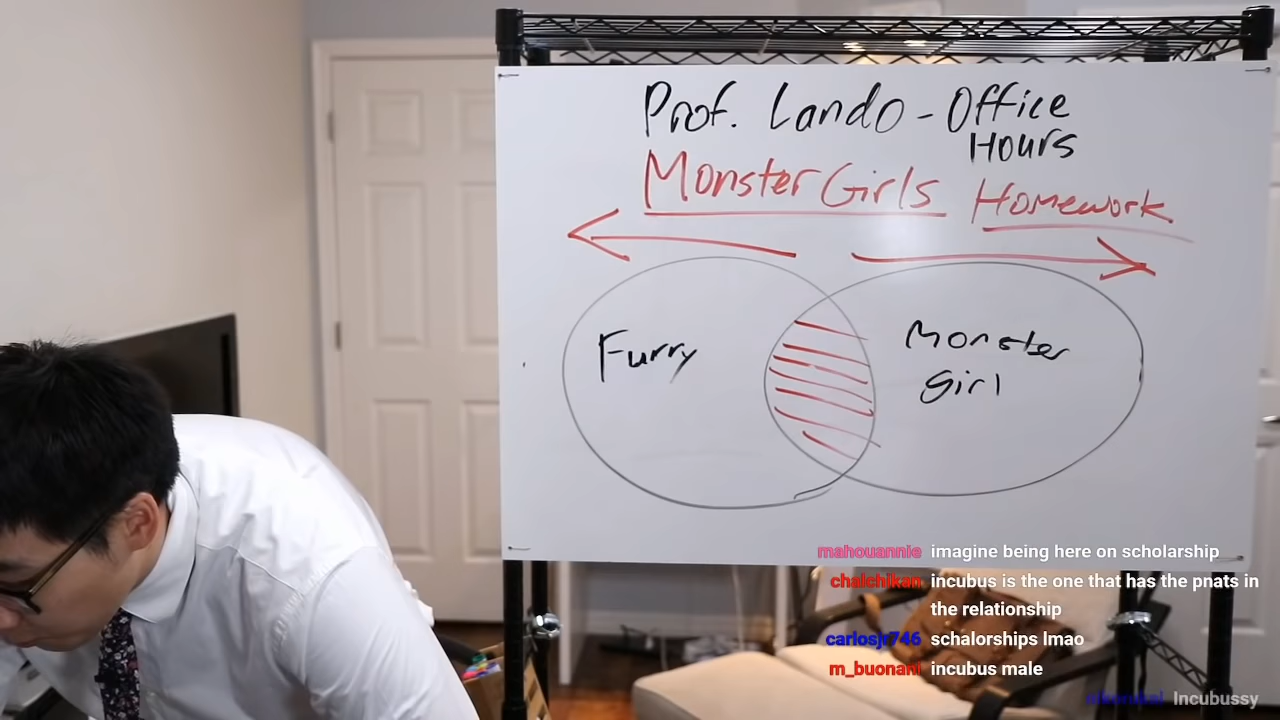 Prof. Lando - Office
Hours
Monster Girls Homework
Furry
Monster
Girl
mahouannie imagine being here on scholarship
chalchikan incubus is the one that has the pnats in
the relationship
carlosjr746 schalorships lmao
m_buonani incubus male
Incubussy